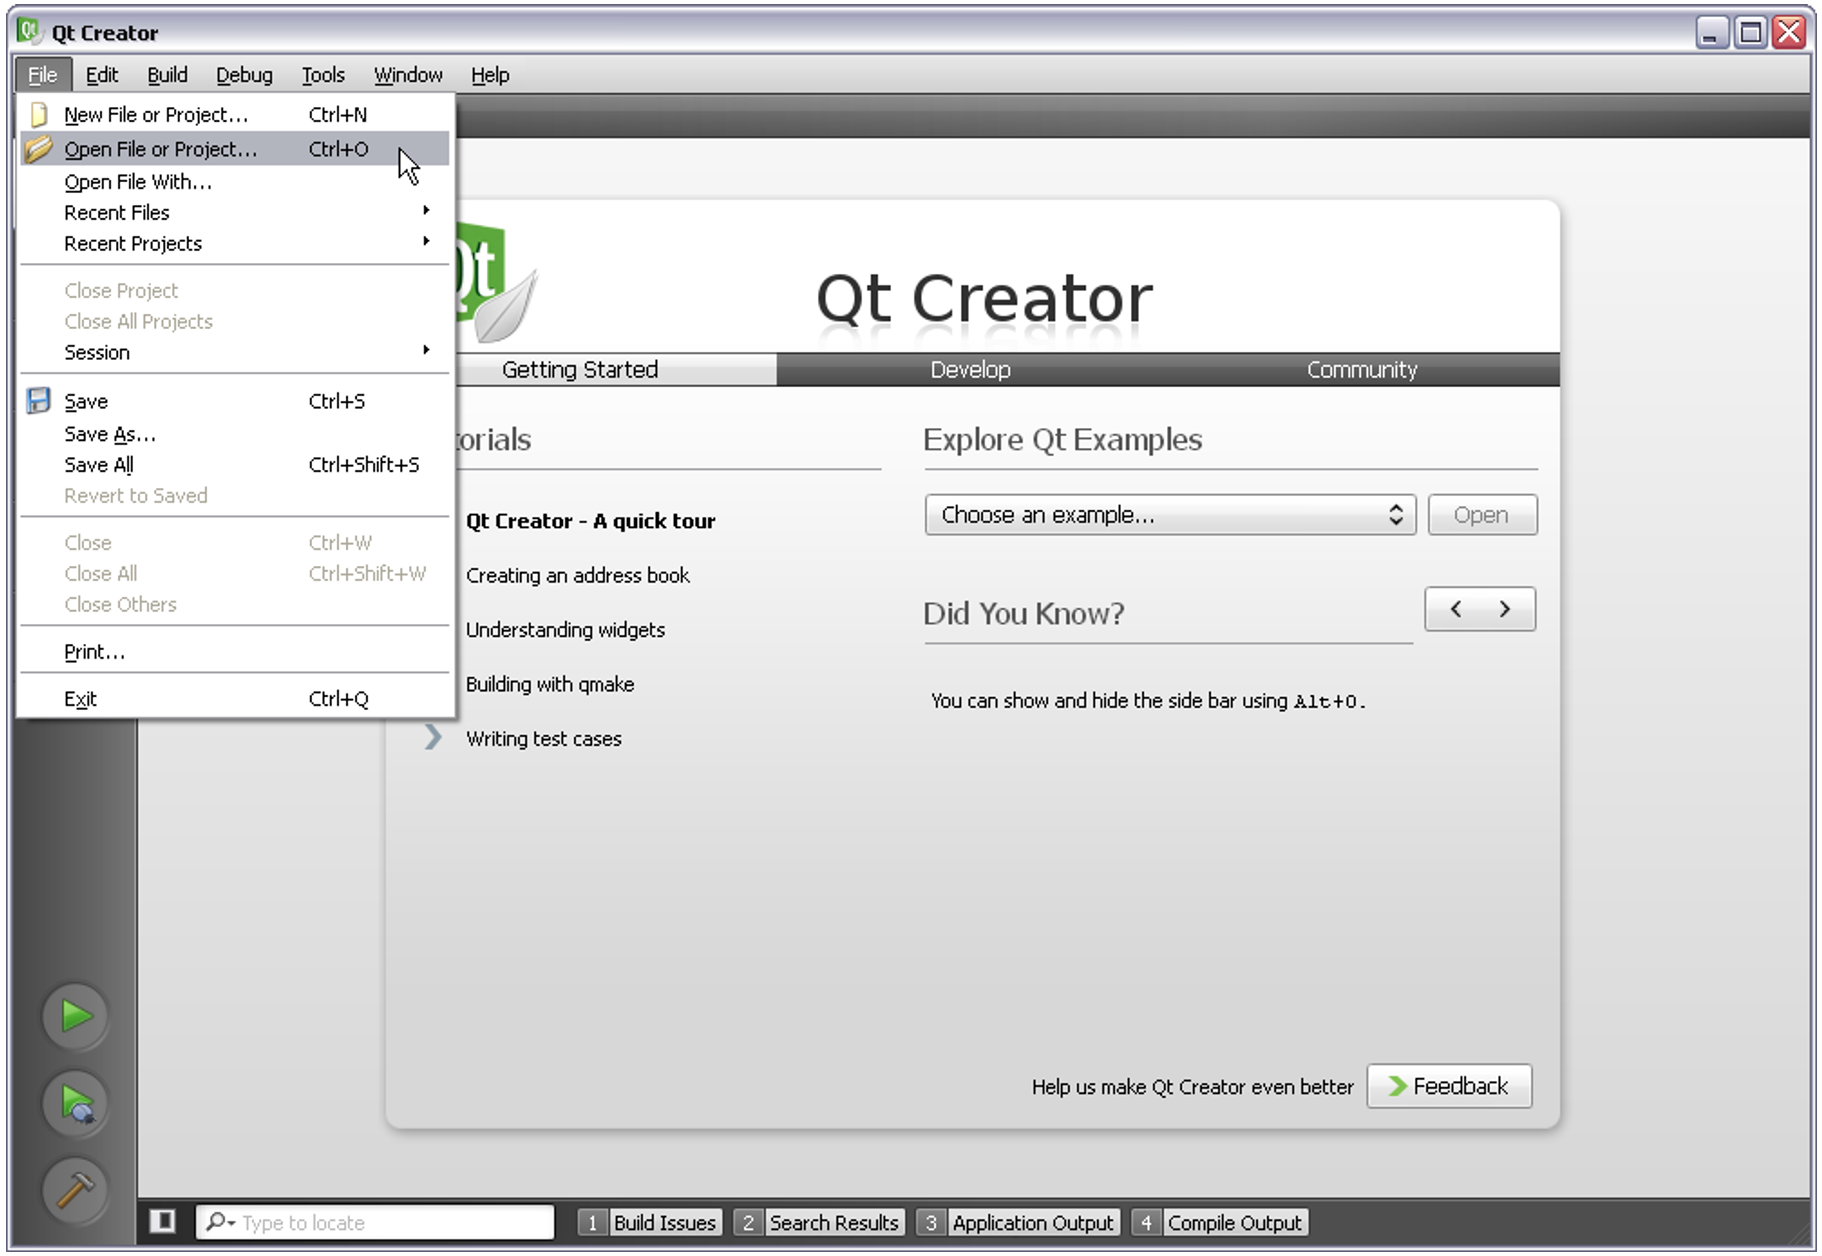 Qt Creator
File Edit Build Debug Tools Window Help
New File or Project... Ctrl+N
Open File or Project... Ctrl+O
Open File With...
Recent Files
Recent Projects
Close Project
Close All Projects
Session
Save Ctrl+S
Save As...
Save All Ctrl+Shift+S
Revert to Saved
Close Ctrl+W
Close All Ctrl+Shift+W
Close Others
Print...
Exit Ctrl+Q
Qt
Qt Creator
Getting Started Develop Community
orials
Qt Creator - A quick tour
Creating an address book
Understanding widgets
Building with qmake
Writing test cases
Explore Qt Examples
Choose an example... Open
Did You Know?
You can show and hide the side bar using Alt+0.
Help us make Qt Creator even better Feedback
Type to locate 1 Build Issues 2 Search Results 3 Application Output 4 Compile Output